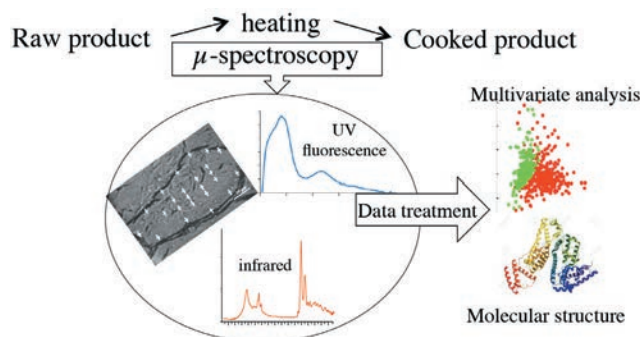 Raw product
heating
Cooked product
μ-spectroscopy
UV
fluorescence
infrared
Data treatment
Multivariate analysis
Molecular structure